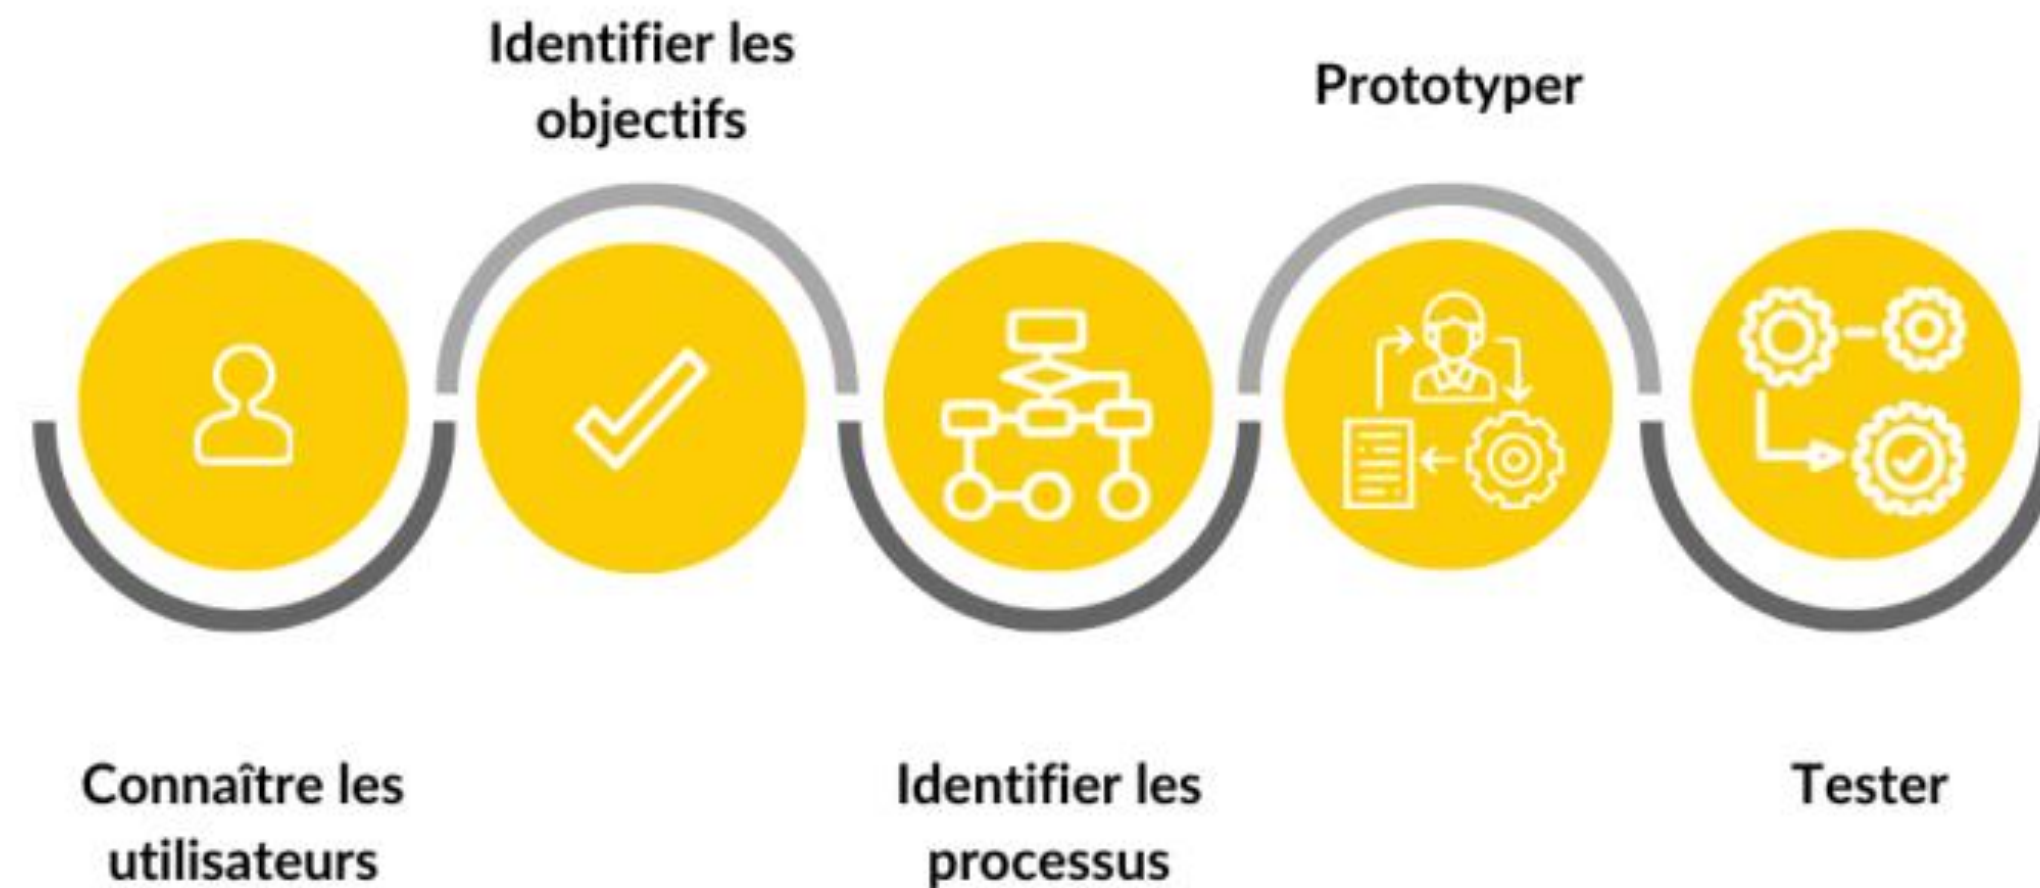 Connaître les
utilisateurs
Identifier les
objectifs
Identifier les
processus
Prototyper
Tester